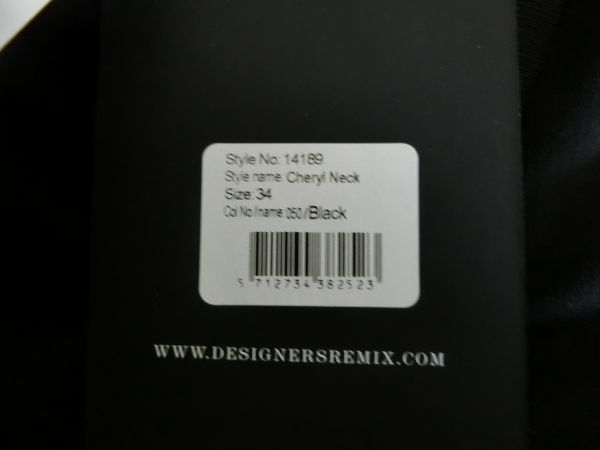 Style No: 14189
Style name: Cheryl Neck
Size: 34
Col No/name: 050/Black
5 712734 382523
WWW.DESIGNERSREMIX.COM